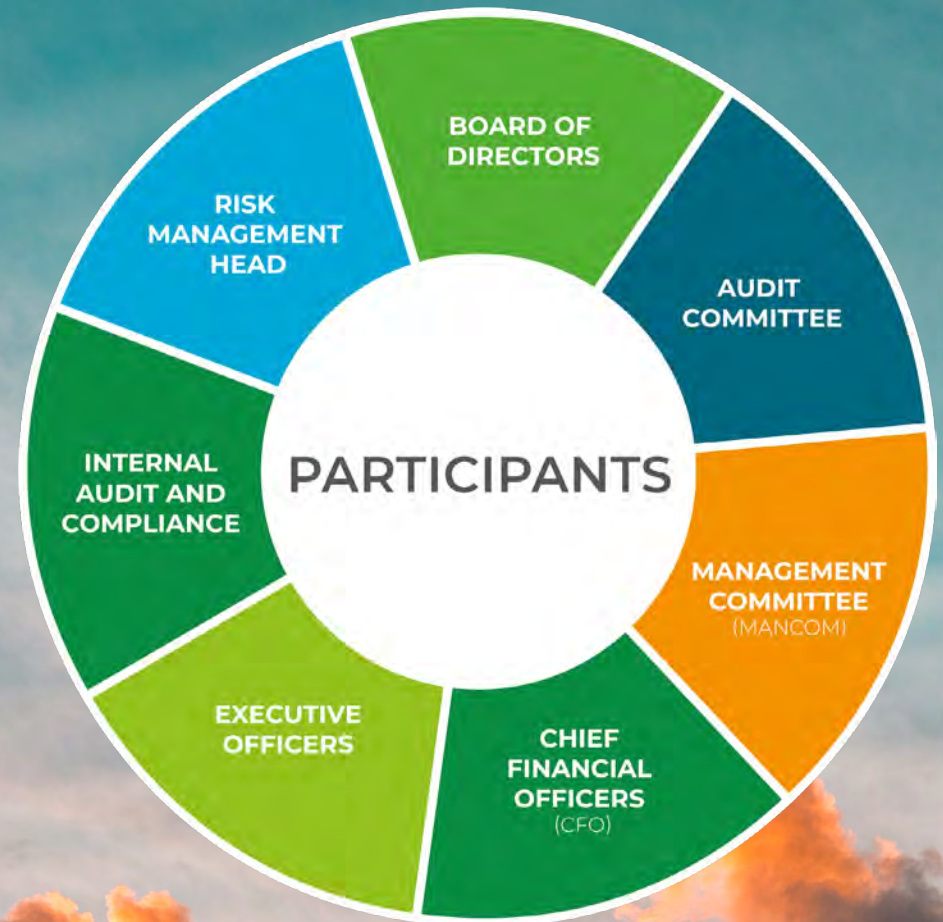 BOARD OF
DIRECTORS
AUDIT
COMMITTEE
MANAGEMENT
COMMITTEE
(MANCOM)
CHIEF
FINANCIAL
OFFICERS
(CFO)
EXECUTIVE
OFFICERS
INTERNAL
AUDIT AND
COMPLIANCE
RISK
MANAGEMENT
HEAD
PARTICIPANTS